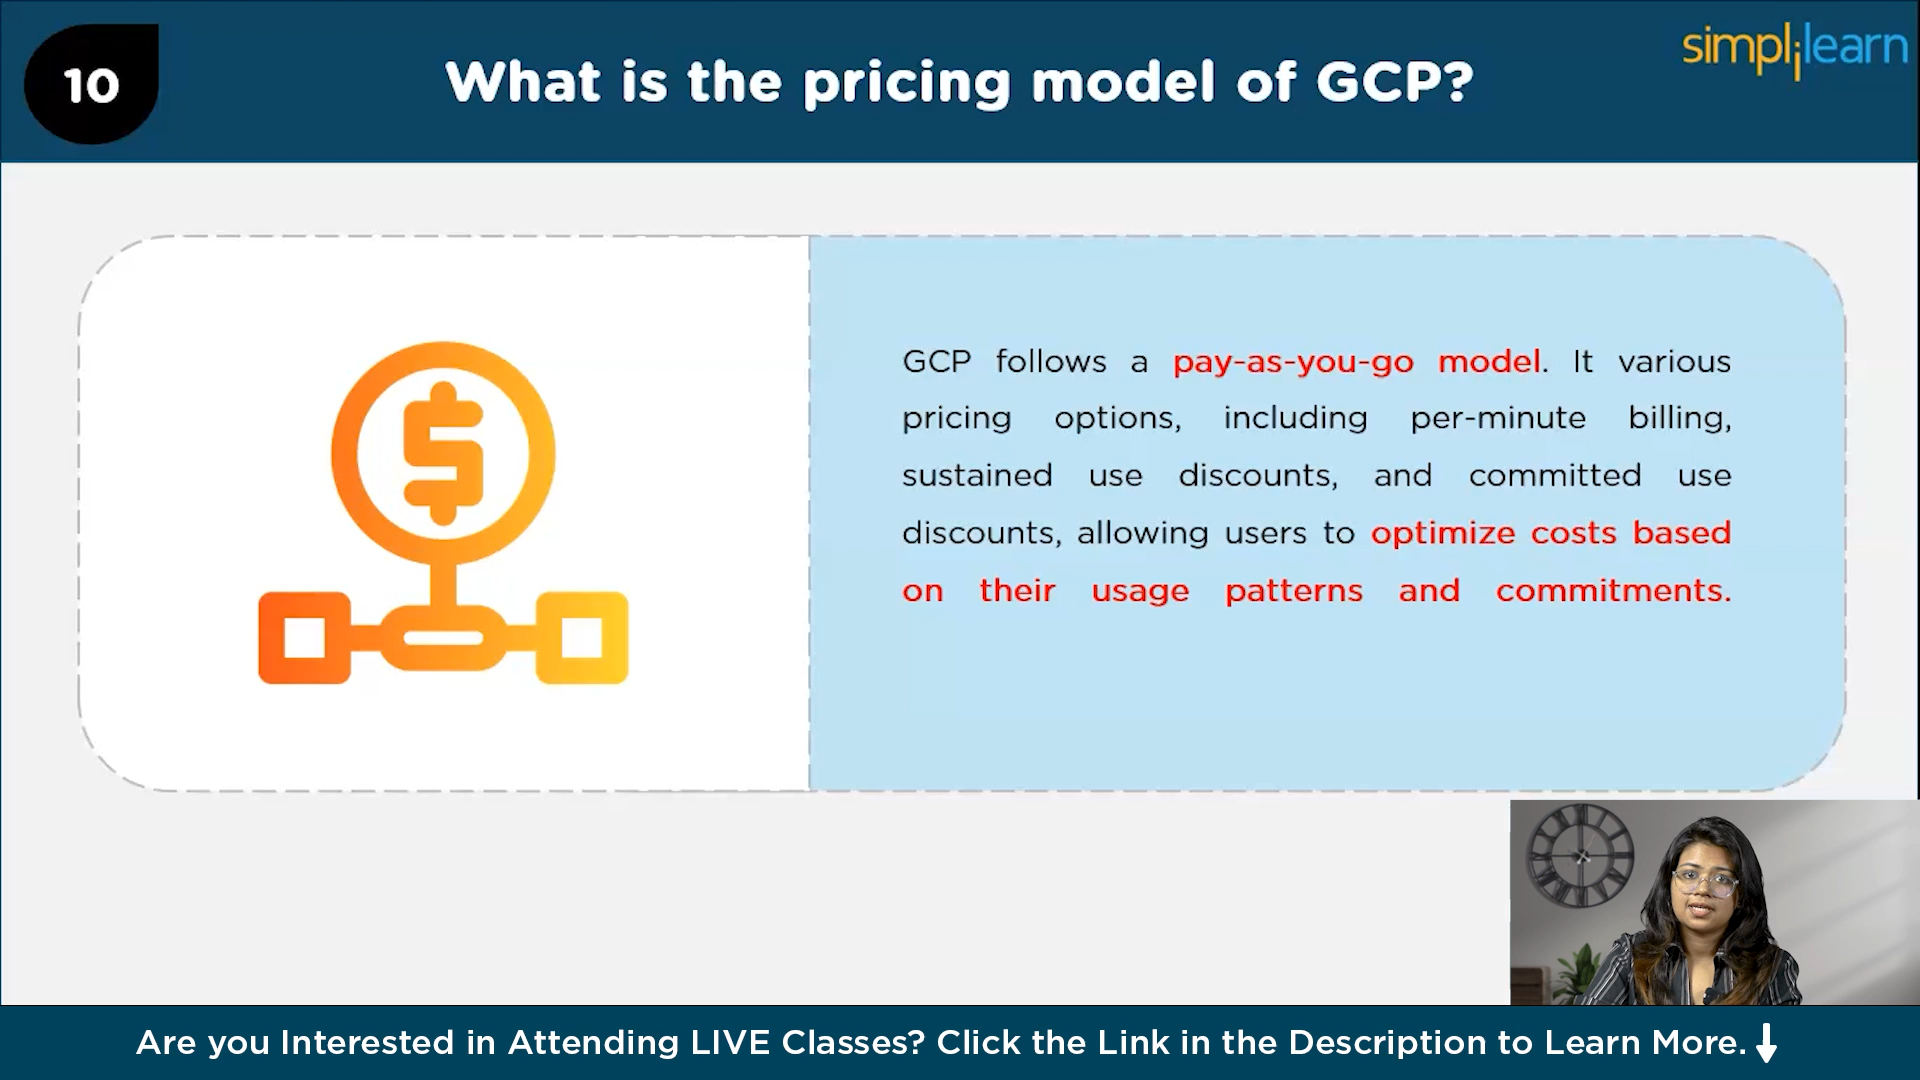 10
What is the pricing model of GCP?
simplilearn
GCP follows a pay-as-you-go model. It various
pricing options, including per-minute billing,
sustained use discounts, and committed use
discounts, allowing users to optimize costs based
on their usage patterns and commitments.
Are you Interested in Attending LIVE Classes? Click the Link in the Description to Learn More.